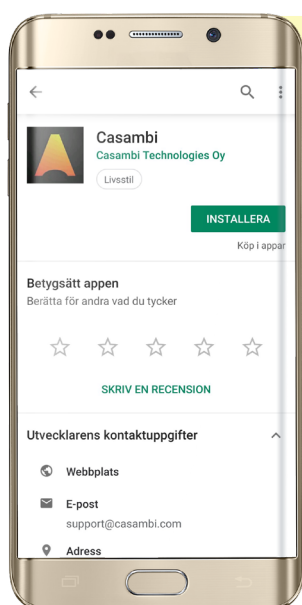 Casambi
Casambi Technologies Oy
Livsstil
INSTALLERA
Köp i appar
Betygsätt appen
Berätta för andra vad du tycker
SKRIV EN RECENSION
Utvecklarens kontaktuppgifter
Webbplats
E-post
support@casambi.com
Adress